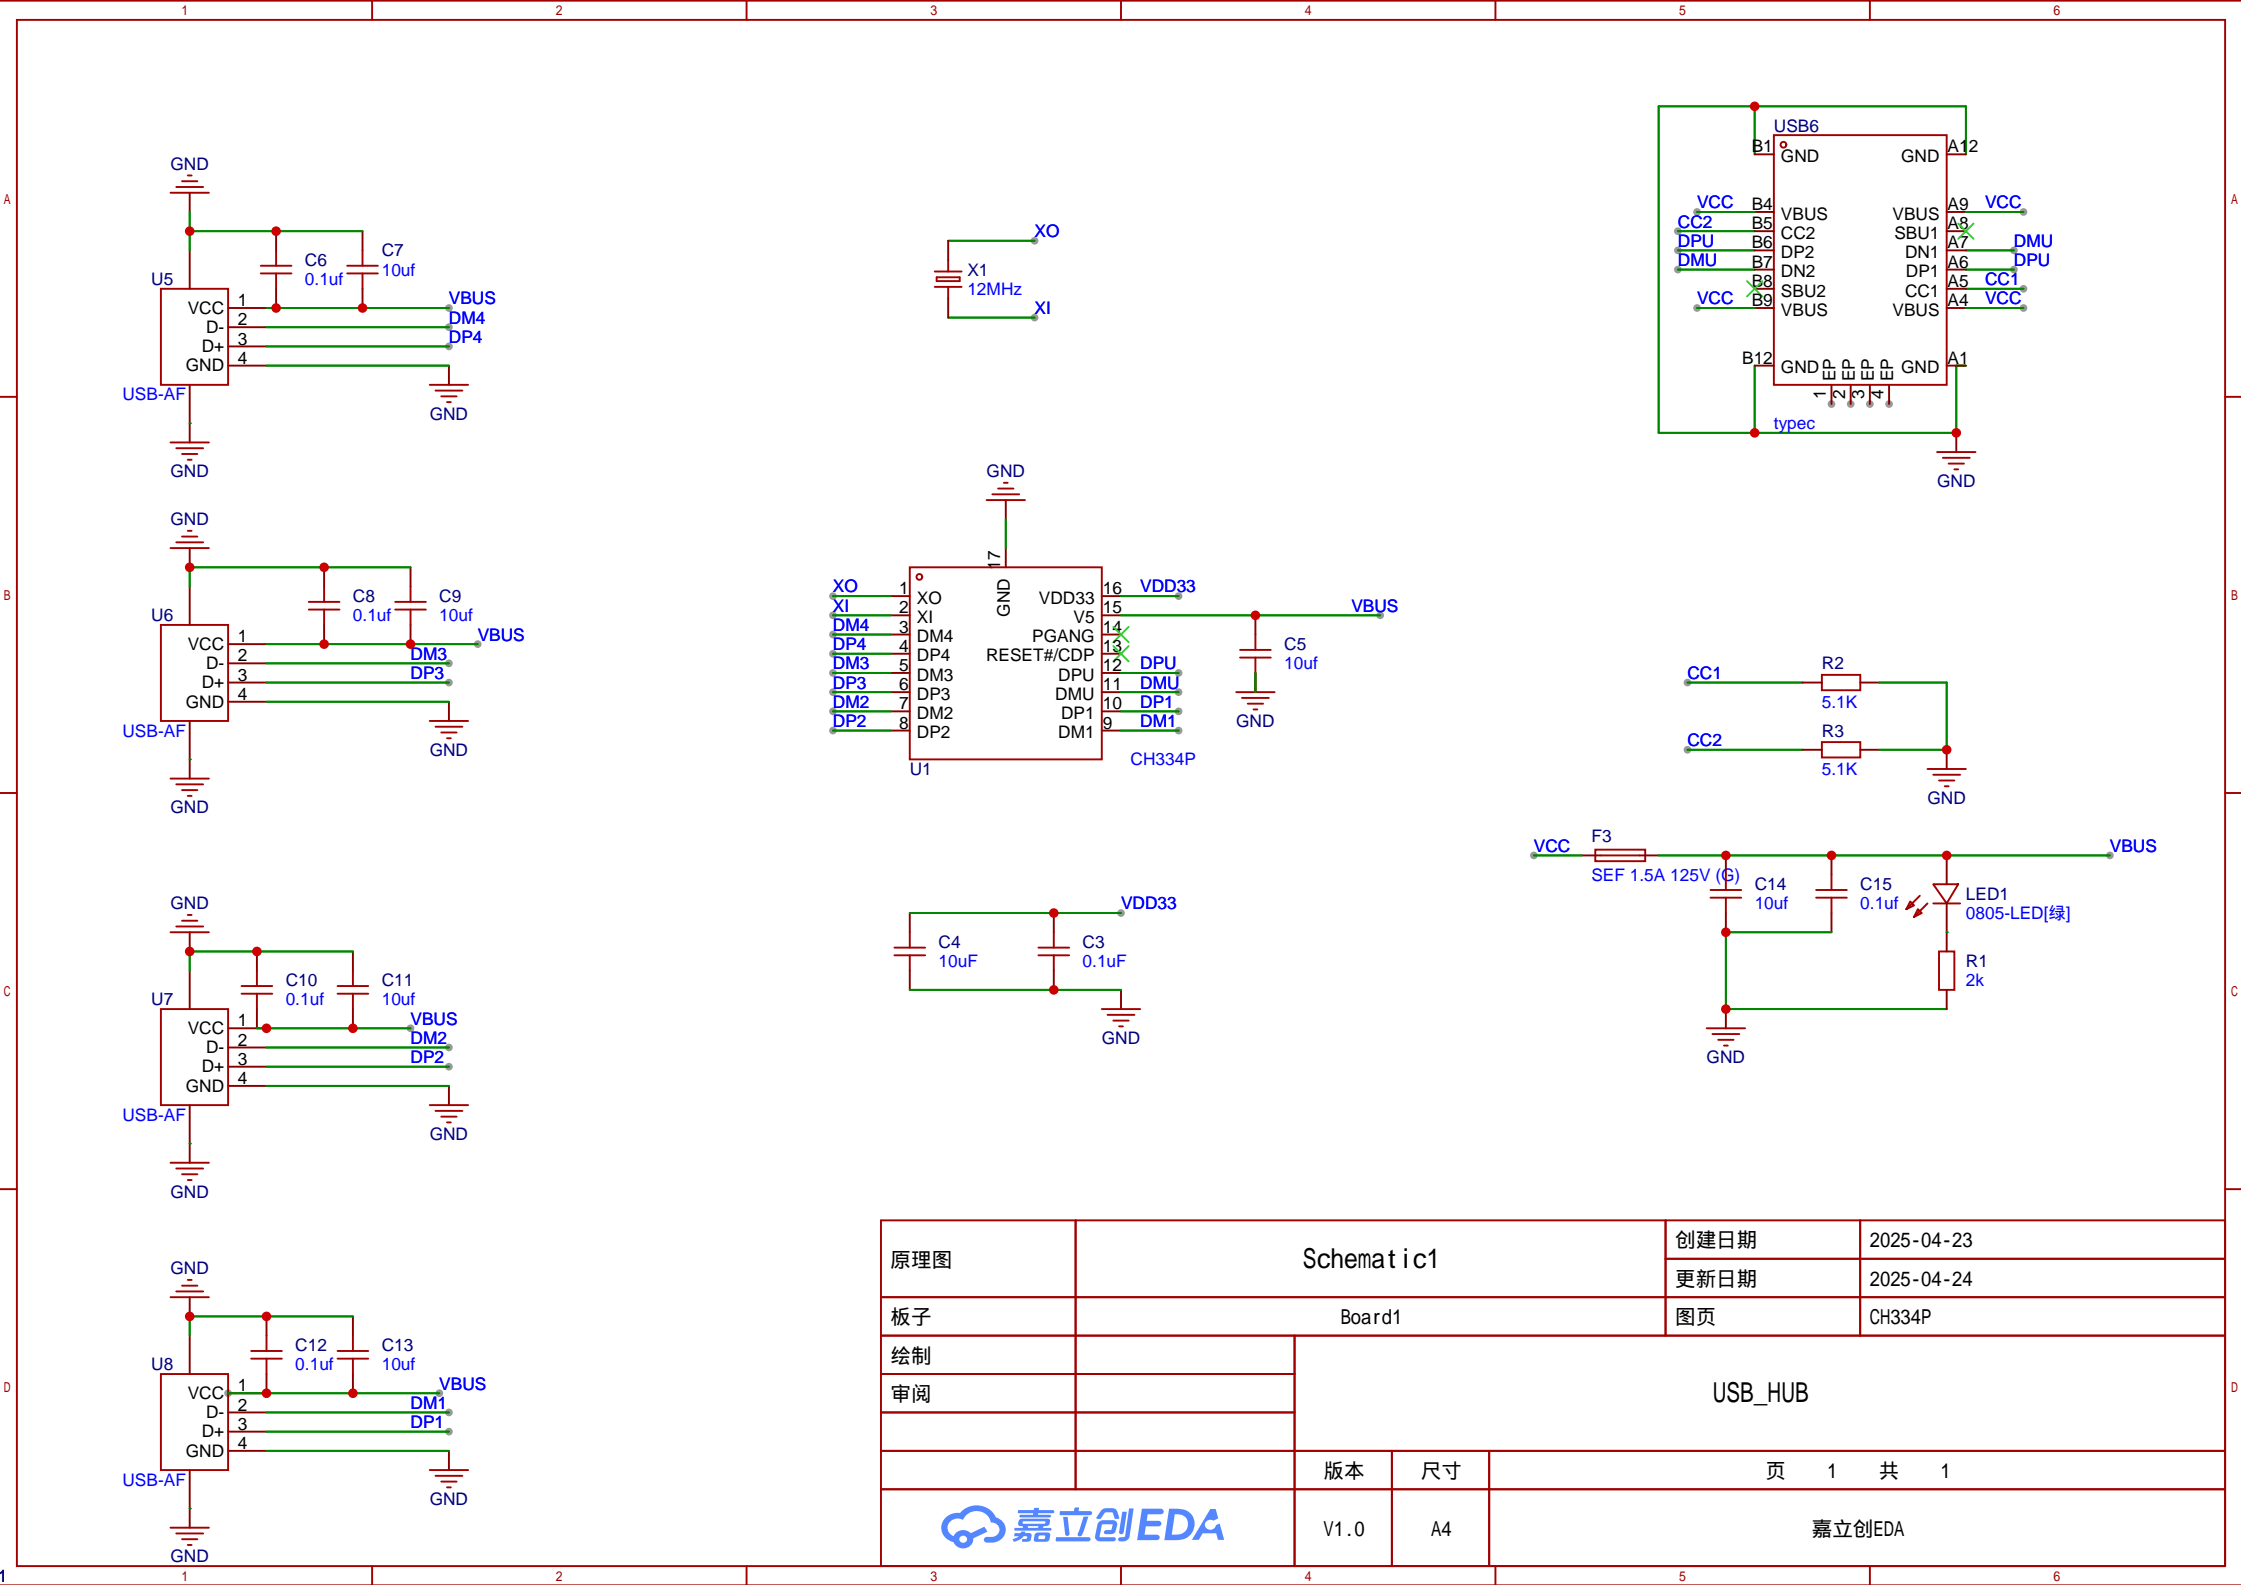 1 2 3 4 5 6
A A
B B
C C
D D
GND
C6
0.1uf
C7
10uf
U5
VCC 1 VBUS
D- 2 DM4
D+ 3 DP4
GND 4
USB-AF
GND
GND
GND
C8
0.1uf
C9
10uf
U6
VCC 1 VBUS
D- 2 DM3
D+ 3 DP3
GND 4
USB-AF
GND
GND
GND
C10
0.1uf
C11
10uf
U7
VCC 1 VBUS
D- 2 DM2
D+ 3 DP2
GND 4
USB-AF
GND
GND
GND
C12
0.1uf
C13
10uf
U8
VCC 1 VBUS
D- 2 DM1
D+ 3 DP1
GND 4
USB-AF
GND
GND
XO
X1
12MHz
XI
GND
17
GND
XO 1 XO VDD33 16 VDD33
XI 2 XI V5 15 VBUS
DM4 3 DM4 PGANG 14
DP4 4 DP4 RESET#/CDP 13
DM3 5 DM3 DPU 12 DPU
DP3 6 DP3 DMU 11 DMU
DM2 7 DM2 DP1 10 DP1
DP2 8 DP2 DM1 9 DM1
U1
CH334P
C5
10uf
GND
VDD33
C4
10uF
C3
0.1uF
GND
USB6
B1 GND GND A12
VCC B4 VBUS VBUS A9 VCC
CC2 B5 CC2 SBU1 A8
DPU B6 DP2 DN1 A7 DMU
DMU B7 DN2 DP1 A6 DPU
B8 SBU2 CC1 A5 CC1
VCC B9 VBUS VBUS A4 VCC
B12 GND EP EP EP EP GND A1
1 2 3 4
typec
GND
CC1
R2
5.1K
CC2
R3
5.1K
GND
VCC
F3
SEF 1.5A 125V (G)
VBUS
C14
10uf
C15
0.1uf
LED1
0805-LED[绿]
R1
2k
GND
原理图 Schematic1 创建日期 2025-04-23
更新日期 2025-04-24
板子 Board1 图页 CH334P
绘制
审阅
USB_HUB
版本 尺寸 页 1 共 1
嘉立创EDA V1.0 A4 嘉立创EDA
1
1 2 3 4 5 6